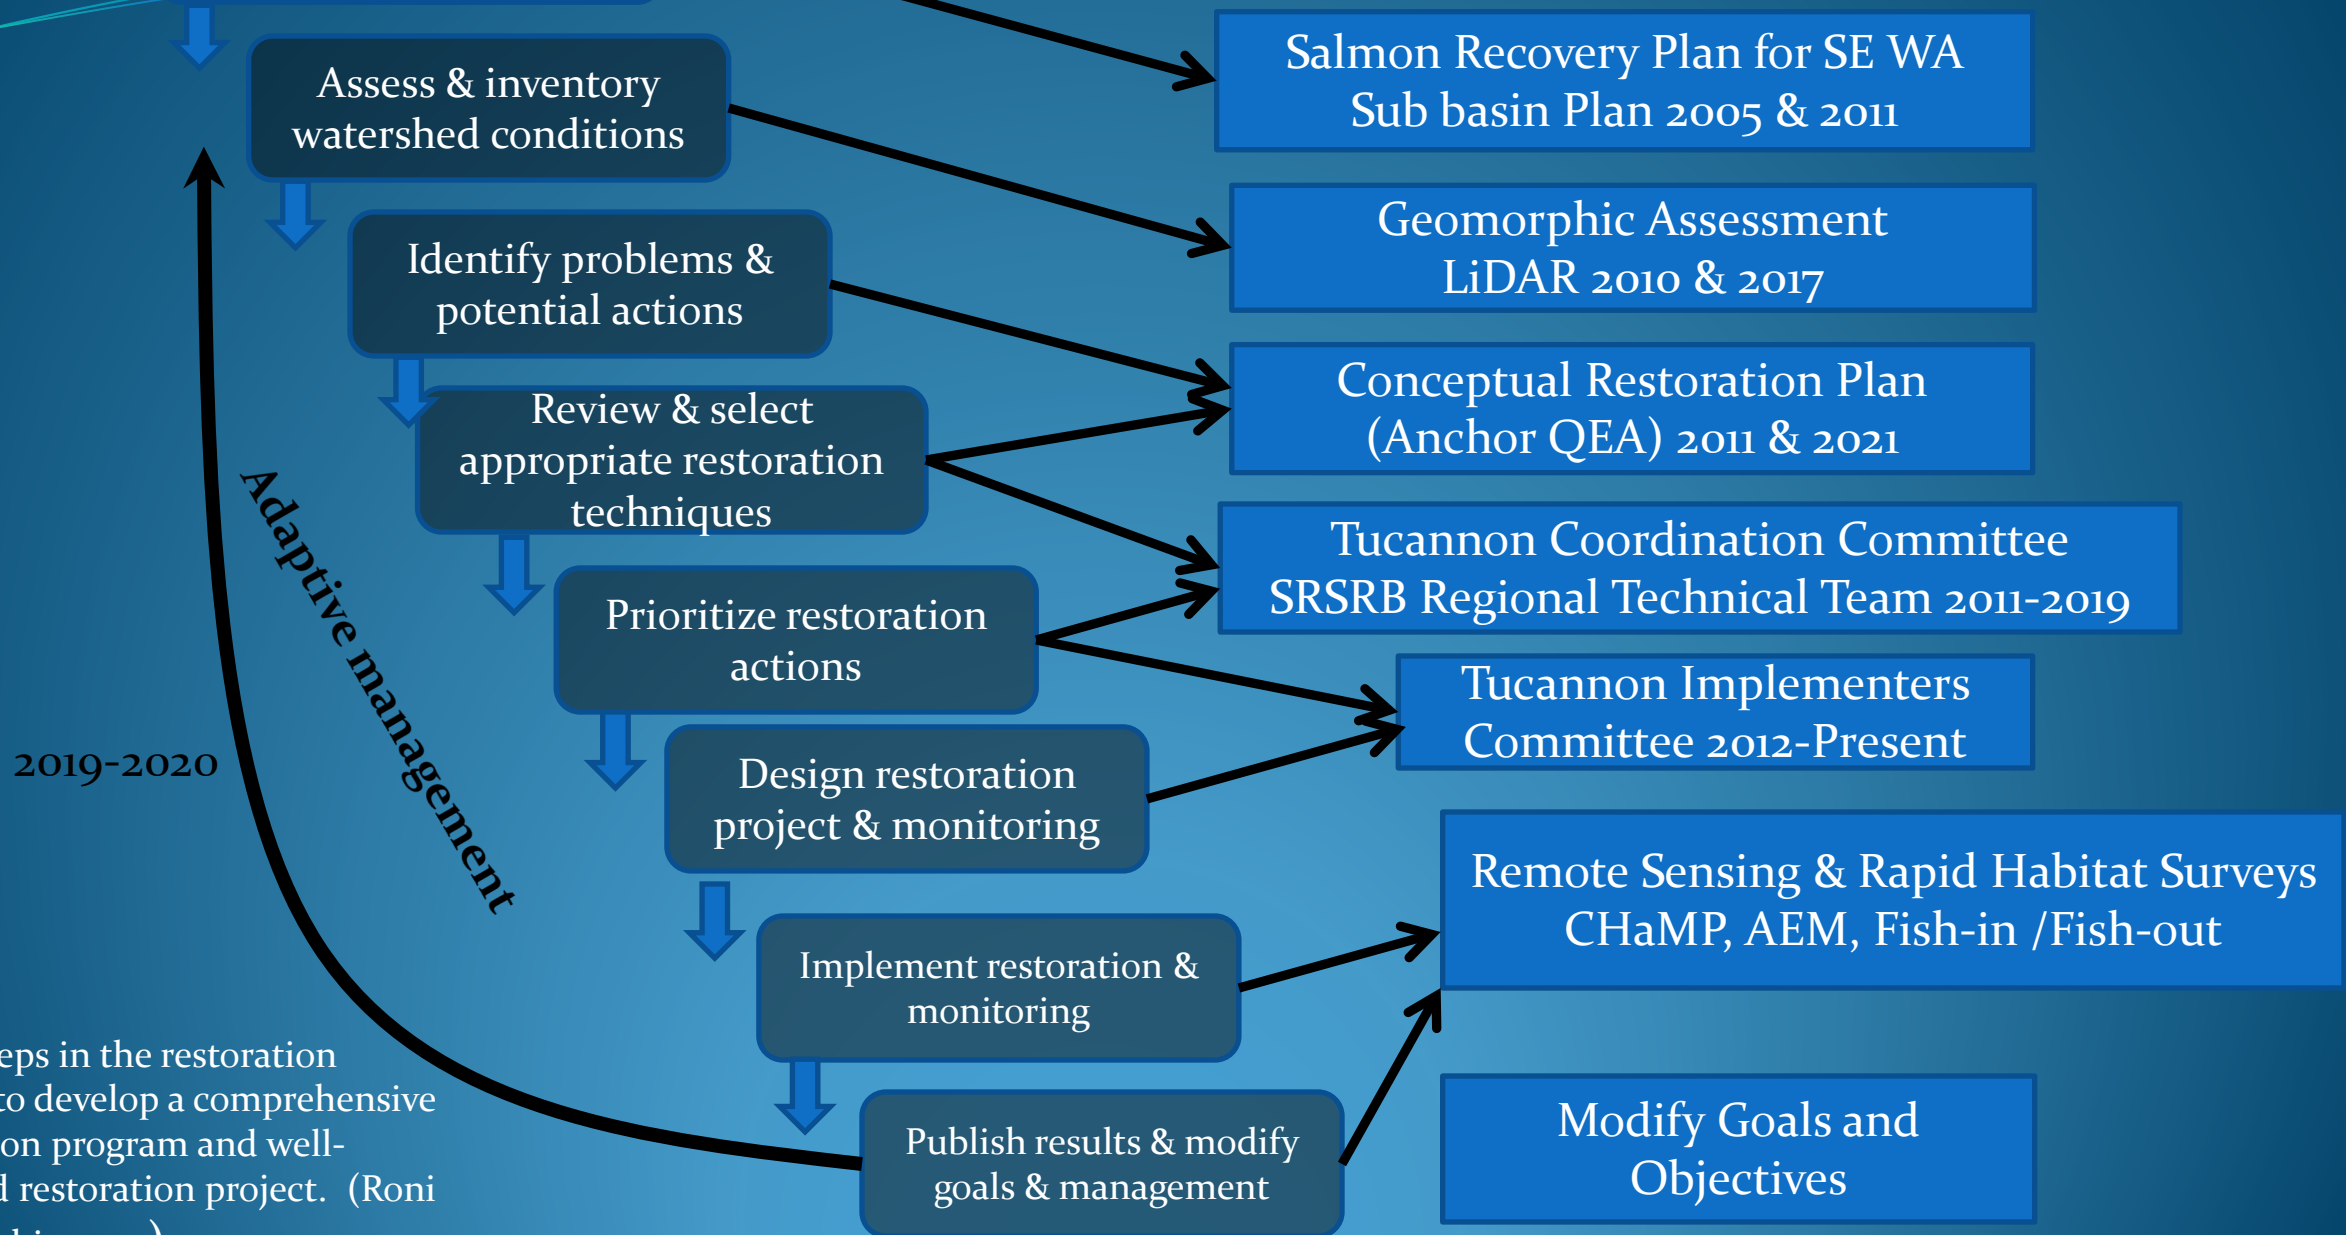 Salmon Recovery Plan for SE WA
Sub basin Plan 2005 & 2011
Assess & inventory
watershed conditions
Geomorphic Assessment
LiDAR 2010 & 2017
Identify problems &
potential actions
Conceptual Restoration Plan
(Anchor QEA) 2011 & 2021
Review & select
appropriate restoration
techniques
Tucannon Coordination Committee
SRSRB Regional Technical Team 2011-2019
Prioritize restoration
actions
Tucannon Implementers
Committee 2012-Present
Adaptive management
2019-2020
Design restoration
project & monitoring
Remote Sensing & Rapid Habitat Surveys
CHaMP, AEM, Fish-in /Fish-out
Implement restoration &
monitoring
eps in the restoration
to develop a comprehensive
on program and well-
d restoration project. (Roni
Publish results & modify
goals & management
Modify Goals and
Objectives